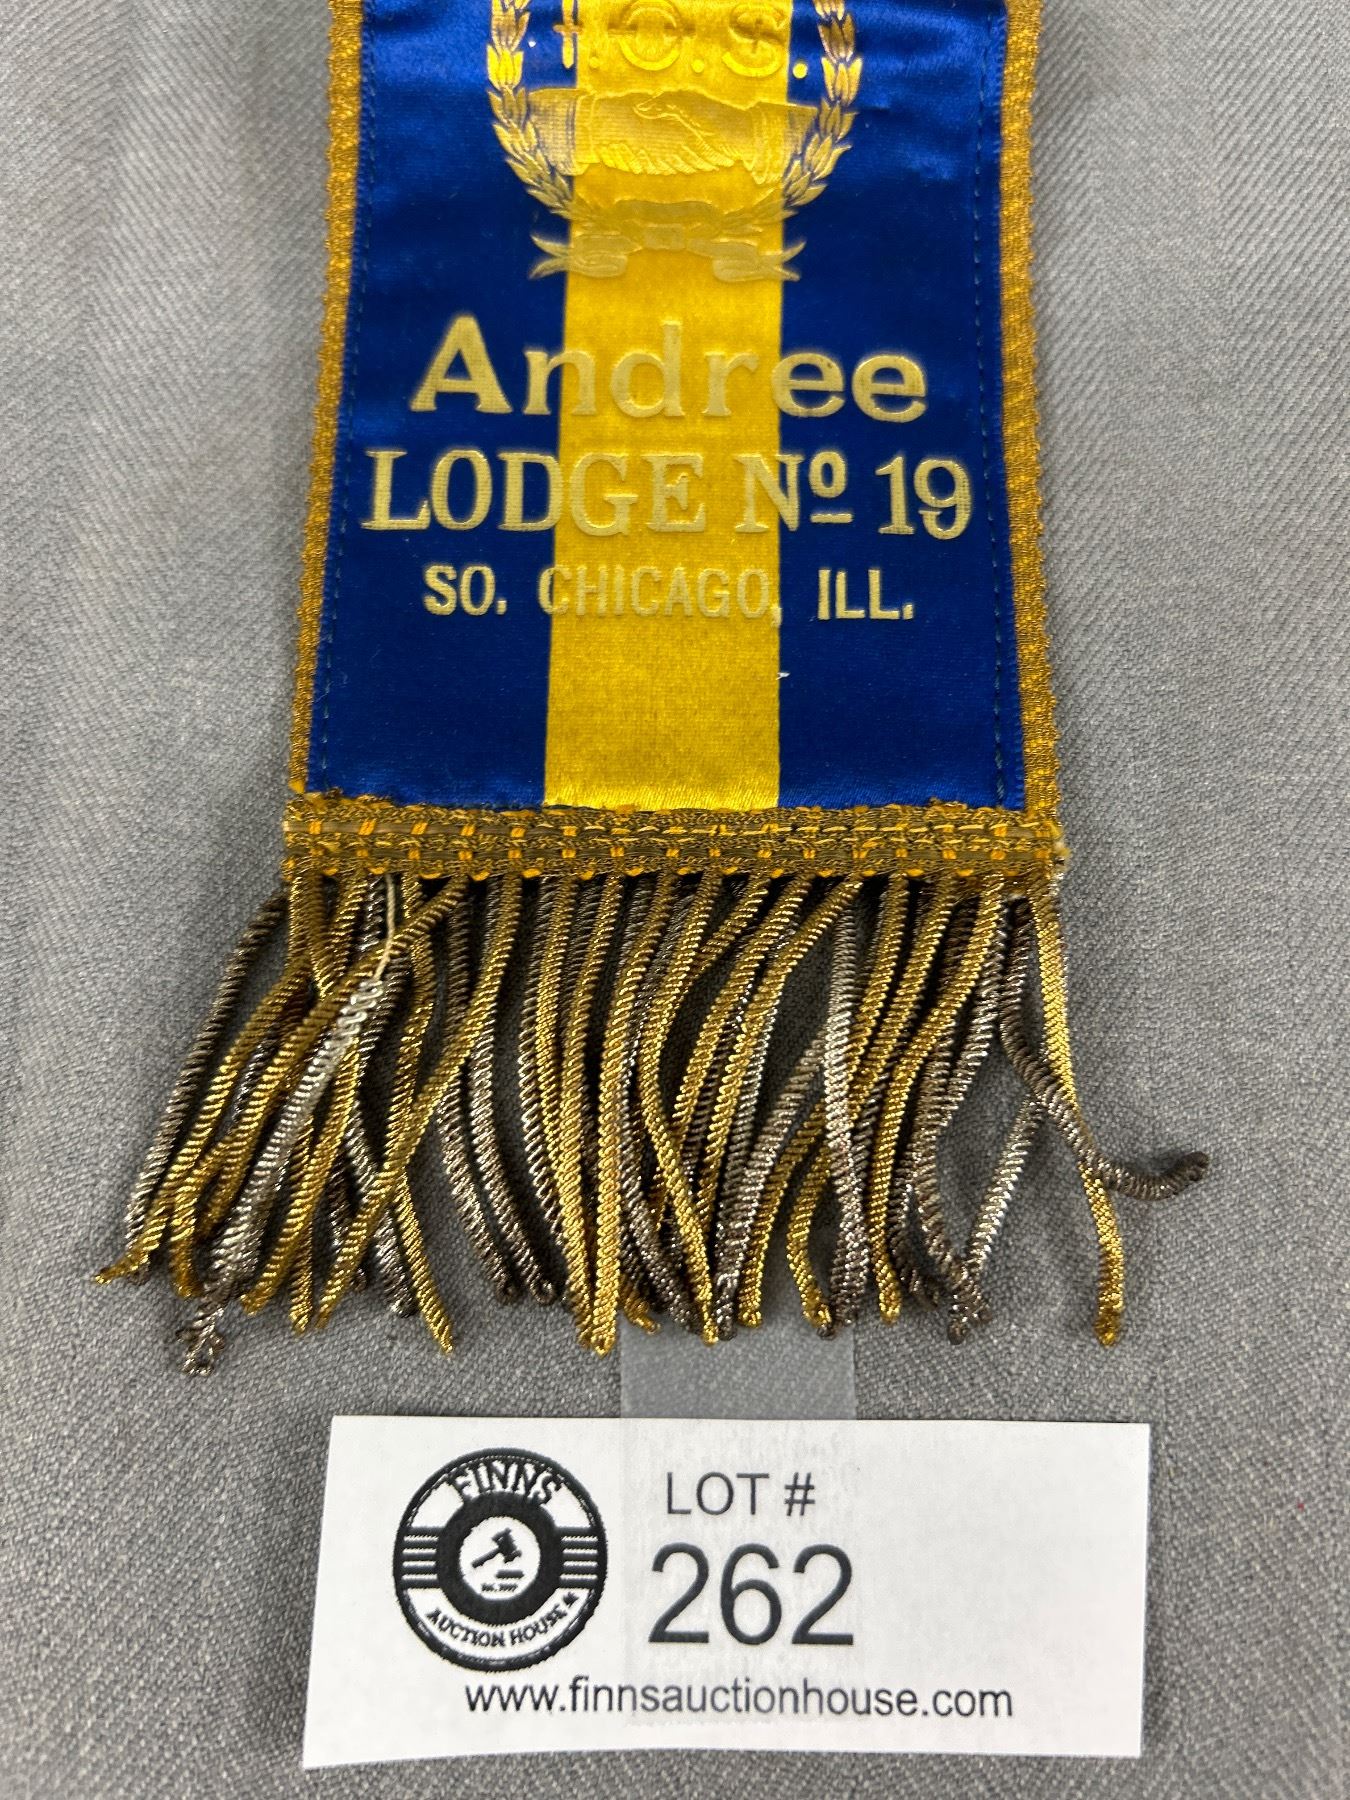 I.O.S.
Andree
LODGE Nº 19
SO. CHICAGO, ILL.
FINNS
AUCTION HOUSE
LOT #
262
www.finnsauctionhouse.com